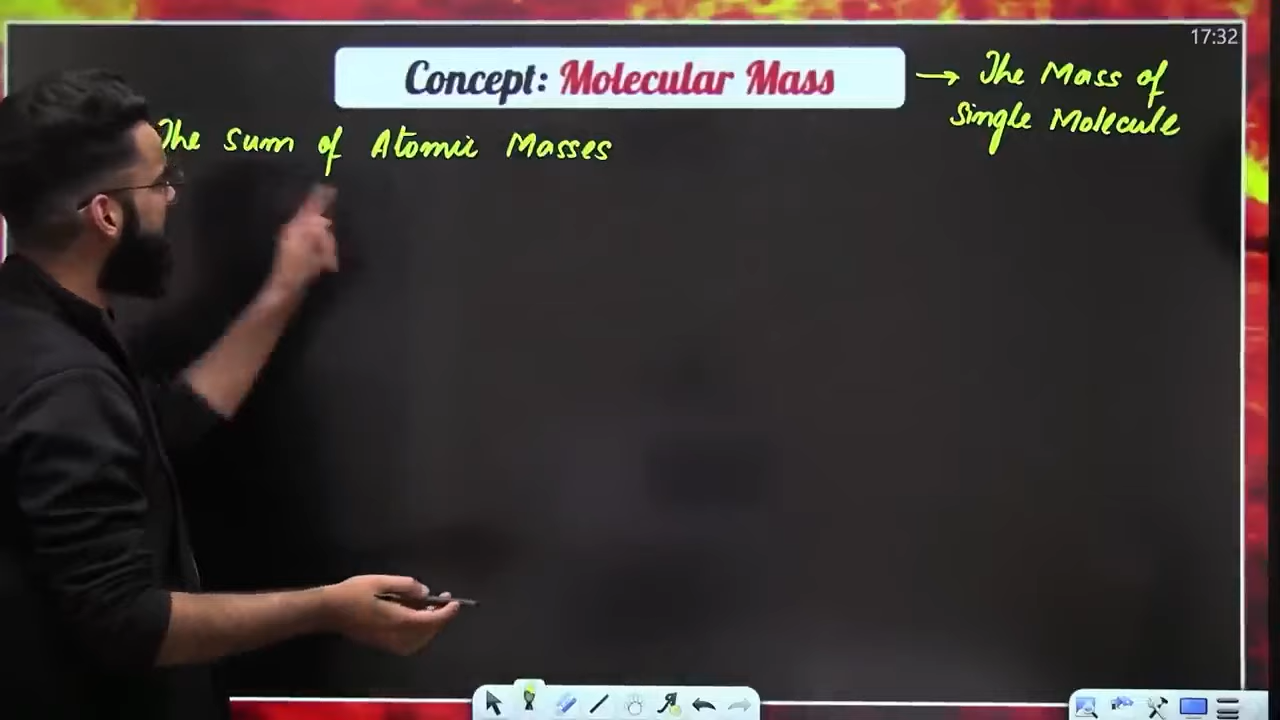 17:32
Concept: Molecular Mass → The Mass of
Single Molecule
The sum of Atomic Masses